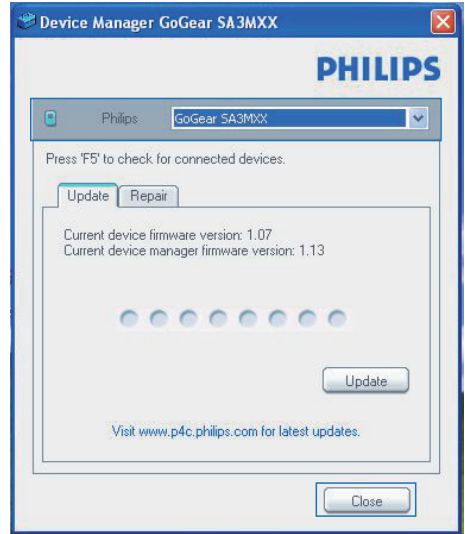 Device Manager GoGear SA3MXX
PHILIPS
Philips GoGear SA3MXX
Press 'F5' to check for connected devices.
Update Repair
Current device firmware version: 1.07
Current device manager firmware version: 1.13
Update
Visit www.p4c.philips.com for latest updates.
Close